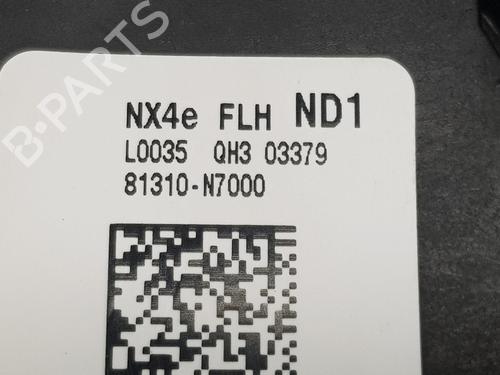 B-PARTS
NX4e FLH ND1
L0035 QH3 03379
81310-N7000